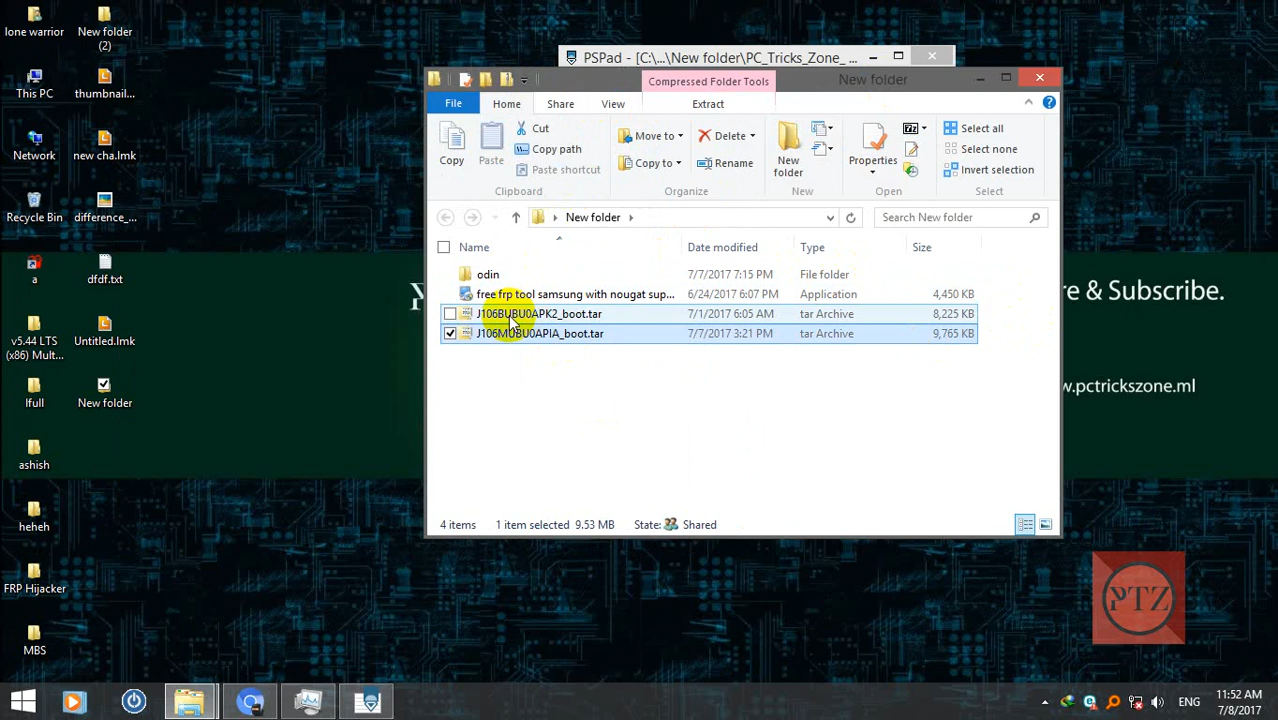 lone warrior
New folder
(2)
This PC
thumbnail...
Network
new cha.lmk
Recycle Bin
difference_...
a
dfdf.txt
v5.44 LTS
(x86) Mult...
Untitled.lmk
lfull
New folder
ashish
heheh
FRP Hijacker
MBS
PSPad - [C:\...\New folder\PC_Tricks_Zone_ ...
Compressed Folder Tools
New folder
File
Home
Share
View
Extract
Copy
Paste
Cut
Copy path
Paste shortcut
Clipboard
Move to
Copy to
Delete
Rename
Organize
New
folder
New
Properties
Open
Select all
Select none
Invert selection
Select
New folder
Search New folder
Name
Date modified
Type
Size
odin
7/7/2017 7:15 PM
File folder
free frp tool samsung with nougat sup...
6/24/2017 6:07 PM
Application
4,450 KB
J106BUBU0APK2_boot.tar
7/1/2017 6:05 AM
tar Archive
8,225 KB
J106MUBU0APIA_boot.tar
7/7/2017 3:21 PM
tar Archive
9,765 KB
4 items
1 item selected 9.53 MB
State:
Shared
re & Subscribe.
w.pctrickszone.ml
PTZ
ENG
11:52 AM
7/8/2017